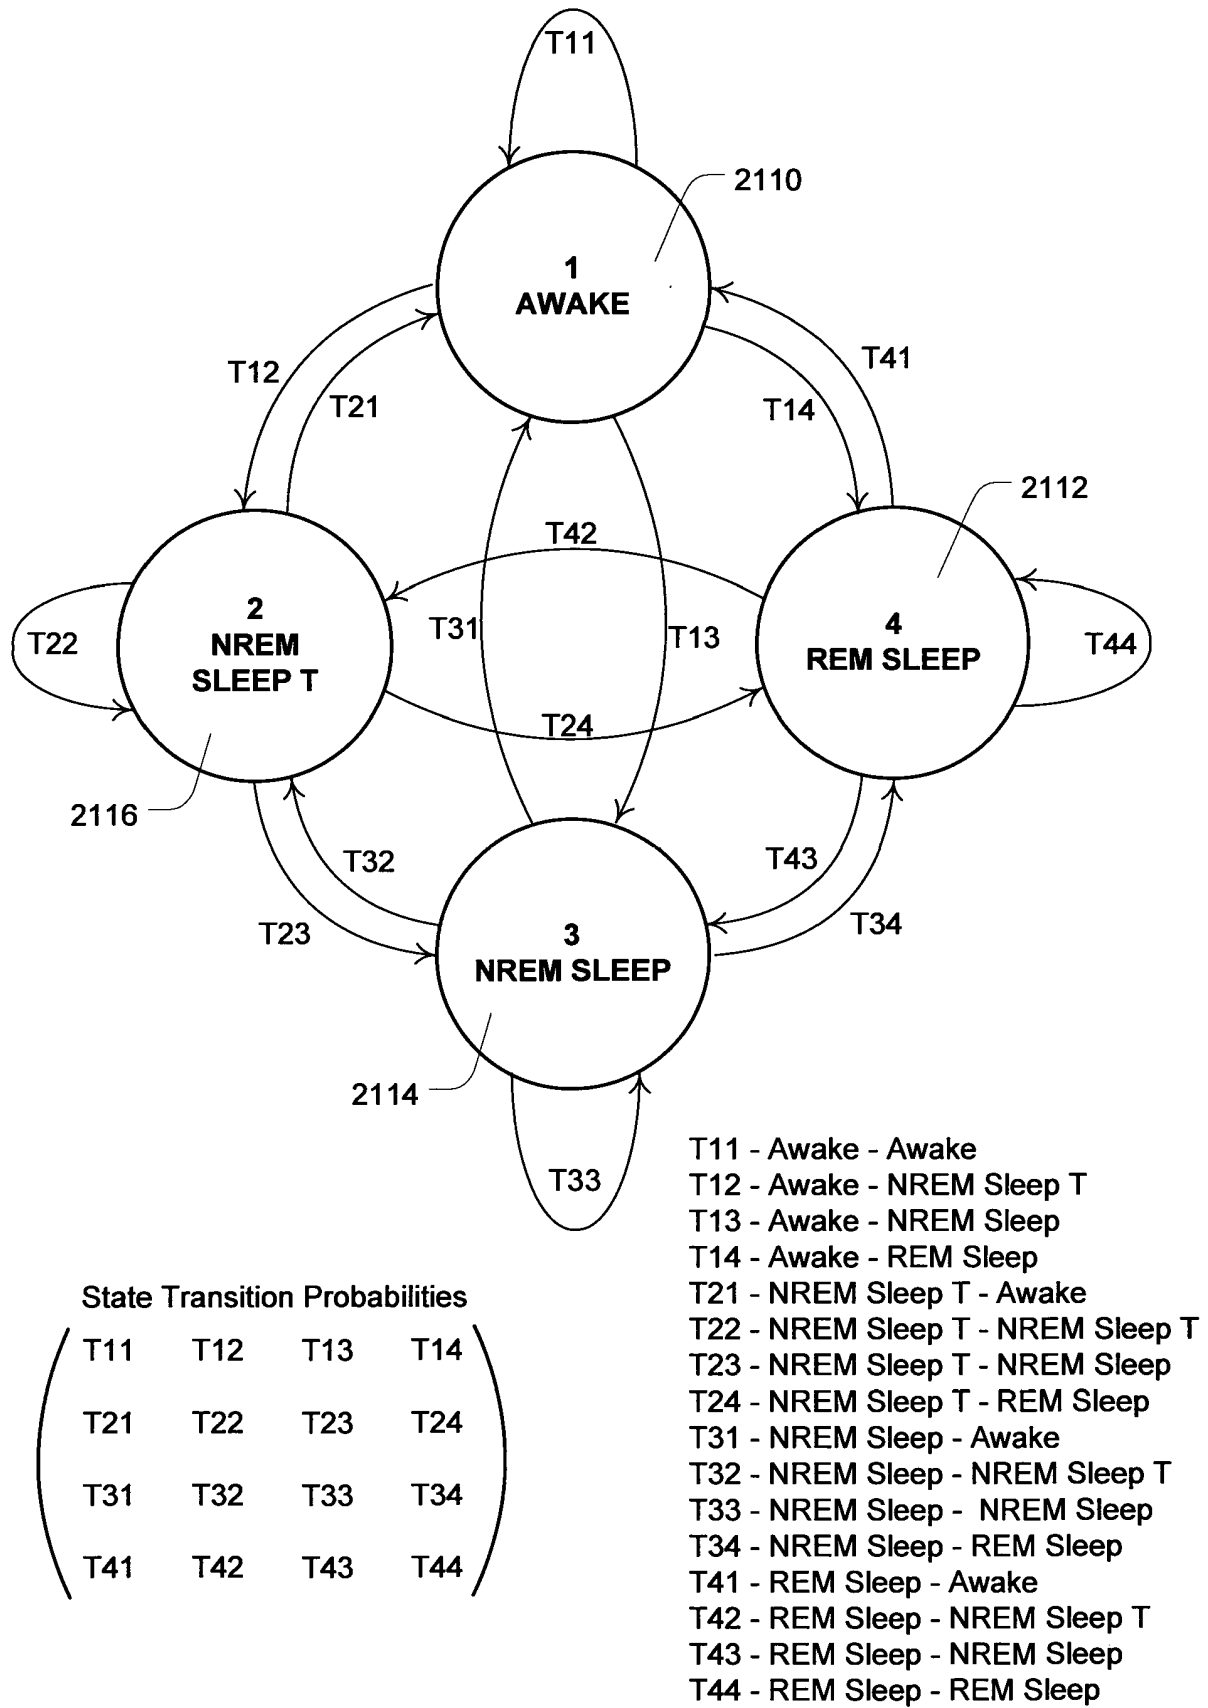 T11
2110
1
AWAKE
T12
T21
T14
T41
2112
T42
2
NREM
SLEEP T
T22
T31
T13
4
REM SLEEP
T44
T24
2116
T32
T43
T23
T34
3
NREM SLEEP
2114
T33
T11 - Awake - Awake
T12 - Awake - NREM Sleep T
T13 - Awake - NREM Sleep
T14 - Awake - REM Sleep
T21 - NREM Sleep T - Awake
T22 - NREM Sleep T - NREM Sleep T
T23 - NREM Sleep T - NREM Sleep
T24 - NREM Sleep T - REM Sleep
T31 - NREM Sleep - Awake
T32 - NREM Sleep - NREM Sleep T
T33 - NREM Sleep - NREM Sleep
T34 - NREM Sleep - REM Sleep
T41 - REM Sleep - Awake
T42 - REM Sleep - NREM Sleep T
T43 - REM Sleep - NREM Sleep
T44 - REM Sleep - REM Sleep
State Transition Probabilities
T11 T12 T13 T14
T21 T22 T23 T24
T31 T32 T33 T34
T41 T42 T43 T44